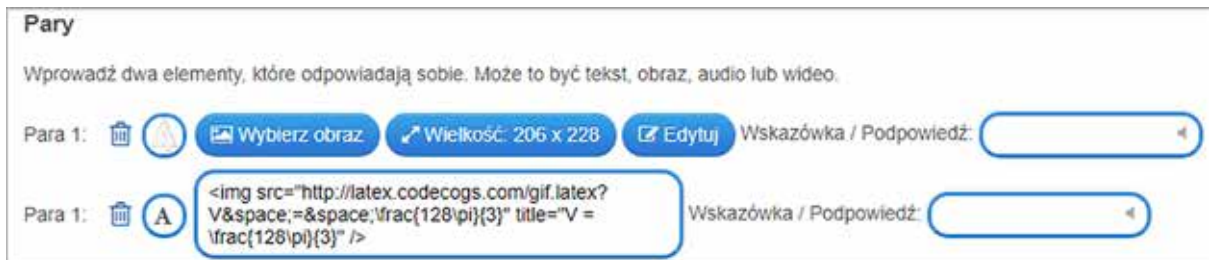 Pary
Wprowadź dwa elementy, które odpowiadają sobie. Może to być tekst, obraz, audio lub wideo.
Para 1: Wybierz obraz Wielkość: 206 x 228 Edytuj Wskazówka / Podpowiedź:
Para 1: A <img src="http://latex.codecogs.com/gif.latex?
V&space;=&space;\frac{128\pi}{3}" title="V =
\frac{128\pi}{3}" />
Wskazówka / Podpowiedź: